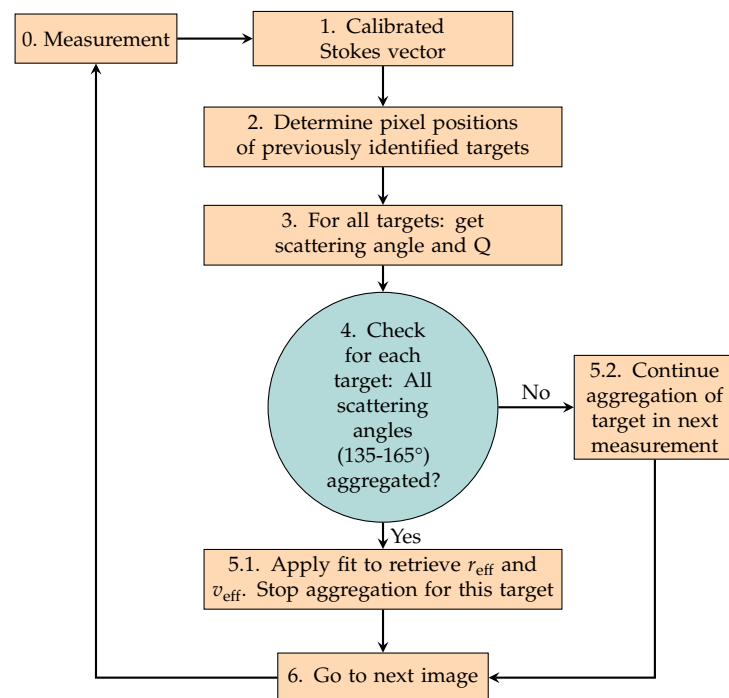 0. Measurement
1. Calibrated
Stokes vector
2. Determine pixel positions
of previously identified targets
3. For all targets: get
scattering angle and Q
4. Check
for each
target: All
scattering
angles
(135-165°)
aggregated?
No
5.2. Continue
aggregation of
target in next
measurement
Yes
5.1. Apply fit to retrieve r_eff and
v_eff. Stop aggregation for this target
6. Go to next image